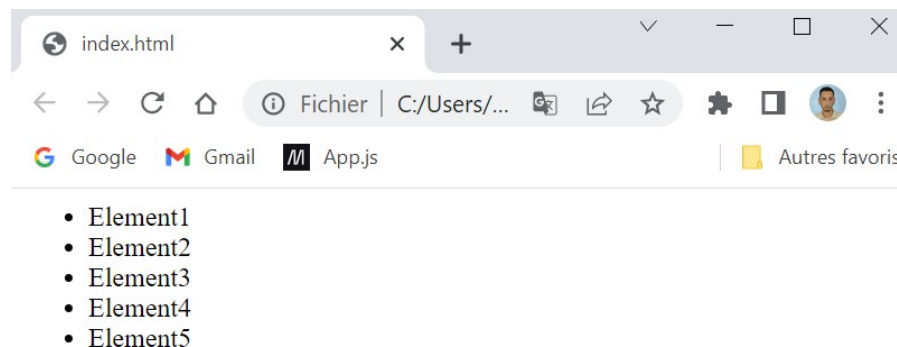 index.html
Fichier | C:/Users/...
Google Gmail App.js Autres favoris
• Element1
• Element2
• Element3
• Element4
• Element5